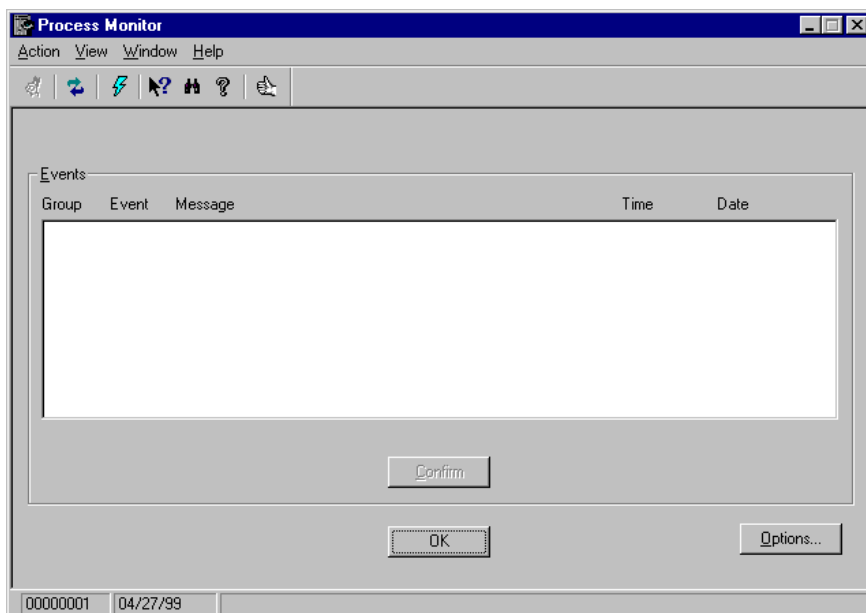 Process Monitor
Action View Window Help
Events
Group Event Message Time Date
Confirm
OK
Options...
00000001 04/27/99